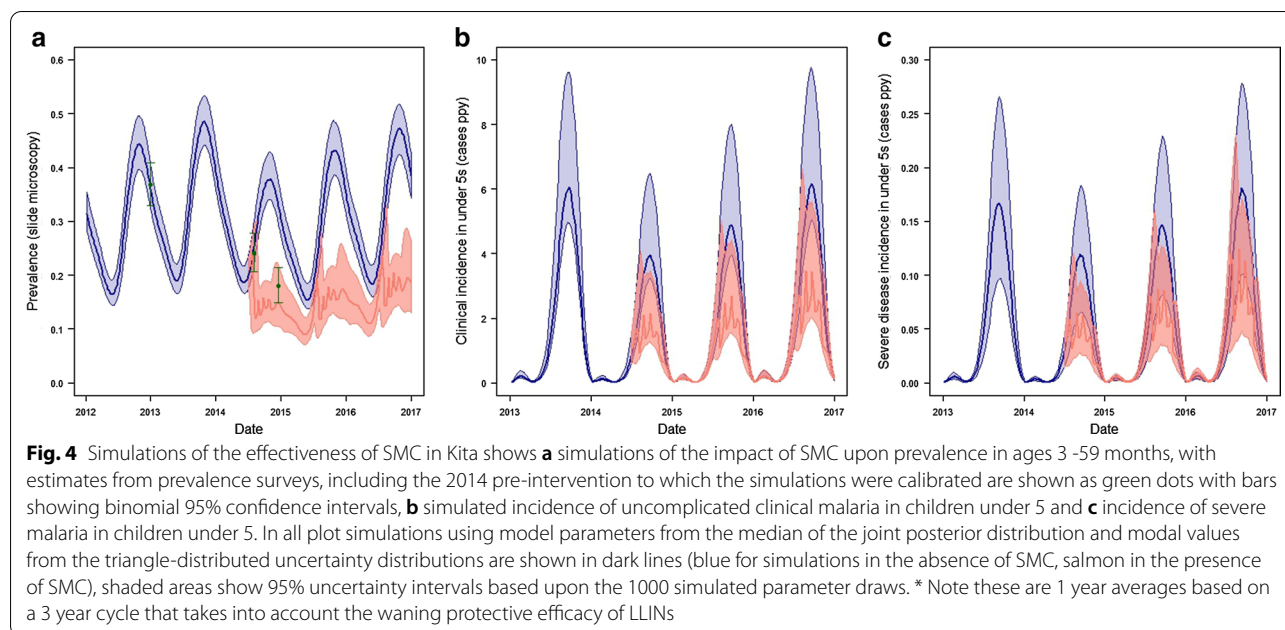 a
b
c
Prevalence (slide microscopy)
0.6
0.5
0.4
0.3
0.2
0.1
0.0
2012 2013 2014 2015 2016 2017
Date
Clinical incidence in under 5s (cases ppy)
10
8
6
4
2
0
2013 2014 2015 2016 2017
Date
Severe disease incidence in under 5s (cases ppy)
0.30
0.25
0.20
0.15
0.10
0.05
0.00
2013 2014 2015 2016 2017
Date
Fig. 4 Simulations of the effectiveness of SMC in Kita shows a simulations of the impact of SMC upon prevalence in ages 3 -59 months, with
estimates from prevalence surveys, including the 2014 pre-intervention to which the simulations were calibrated are shown as green dots with bars
showing binomial 95% confidence intervals, b simulated incidence of uncomplicated clinical malaria in children under 5 and c incidence of severe
malaria in children under 5. In all plot simulations using model parameters from the median of the joint posterior distribution and modal values
from the triangle-distributed uncertainty distributions are shown in dark lines (blue for simulations in the absence of SMC, salmon in the presence
of SMC), shaded areas show 95% uncertainty intervals based upon the 1000 simulated parameter draws. * Note these are 1 year averages based on
a 3 year cycle that takes into account the waning protective efficacy of LLINs